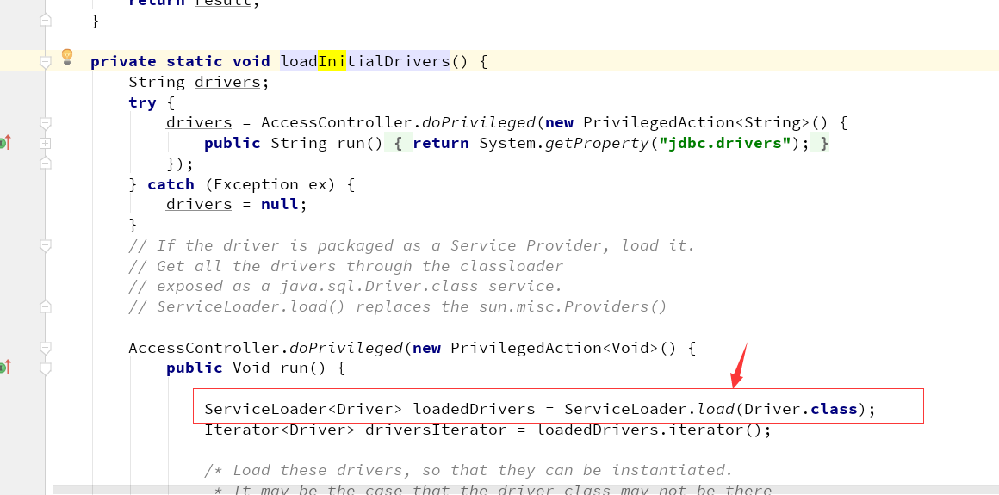 return result;
}
private static void loadInitialDrivers() {
String drivers;
try {
drivers = AccessController.doPrivileged(new PrivilegedAction<String>() {
public String run() { return System.getProperty("jdbc.drivers"); }
});
} catch (Exception ex) {
drivers = null;
}
// If the driver is packaged as a Service Provider, load it.
// Get all the drivers through the classloader
// exposed as a java.sql.Driver.class service.
// ServiceLoader.load() replaces the sun.misc.Providers()
AccessController.doPrivileged(new PrivilegedAction<Void>() {
public Void run() {
ServiceLoader<Driver> loadedDrivers = ServiceLoader.load(Driver.class);
Iterator<Driver> driversIterator = loadedDrivers.iterator();
/* Load these drivers, so that they can be instantiated.
* It may be the case that the driver class may not be there